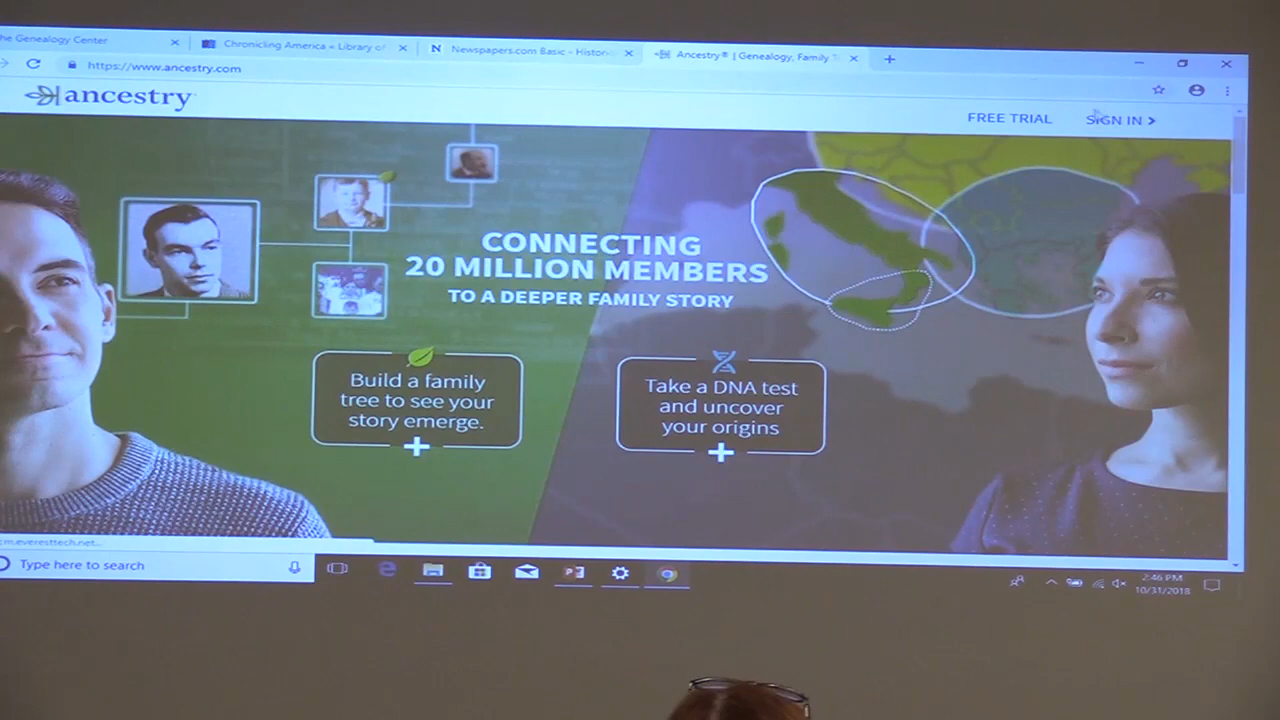 he Genealogy Center
Chronicling America « Library of
Newspapers.com Basic - Histori
Ancestry® | Genealogy, Family T
https://www.ancestry.com
ancestry
FREE TRIAL
SIGN IN >
CONNECTING
20 MILLION MEMBERS
TO A DEEPER FAMILY STORY
Build a family
tree to see your
story emerge.
Take a DNA test
and uncover
your origins
m.everesttech.net...
Type here to search
2:46 PM
10/31/2018